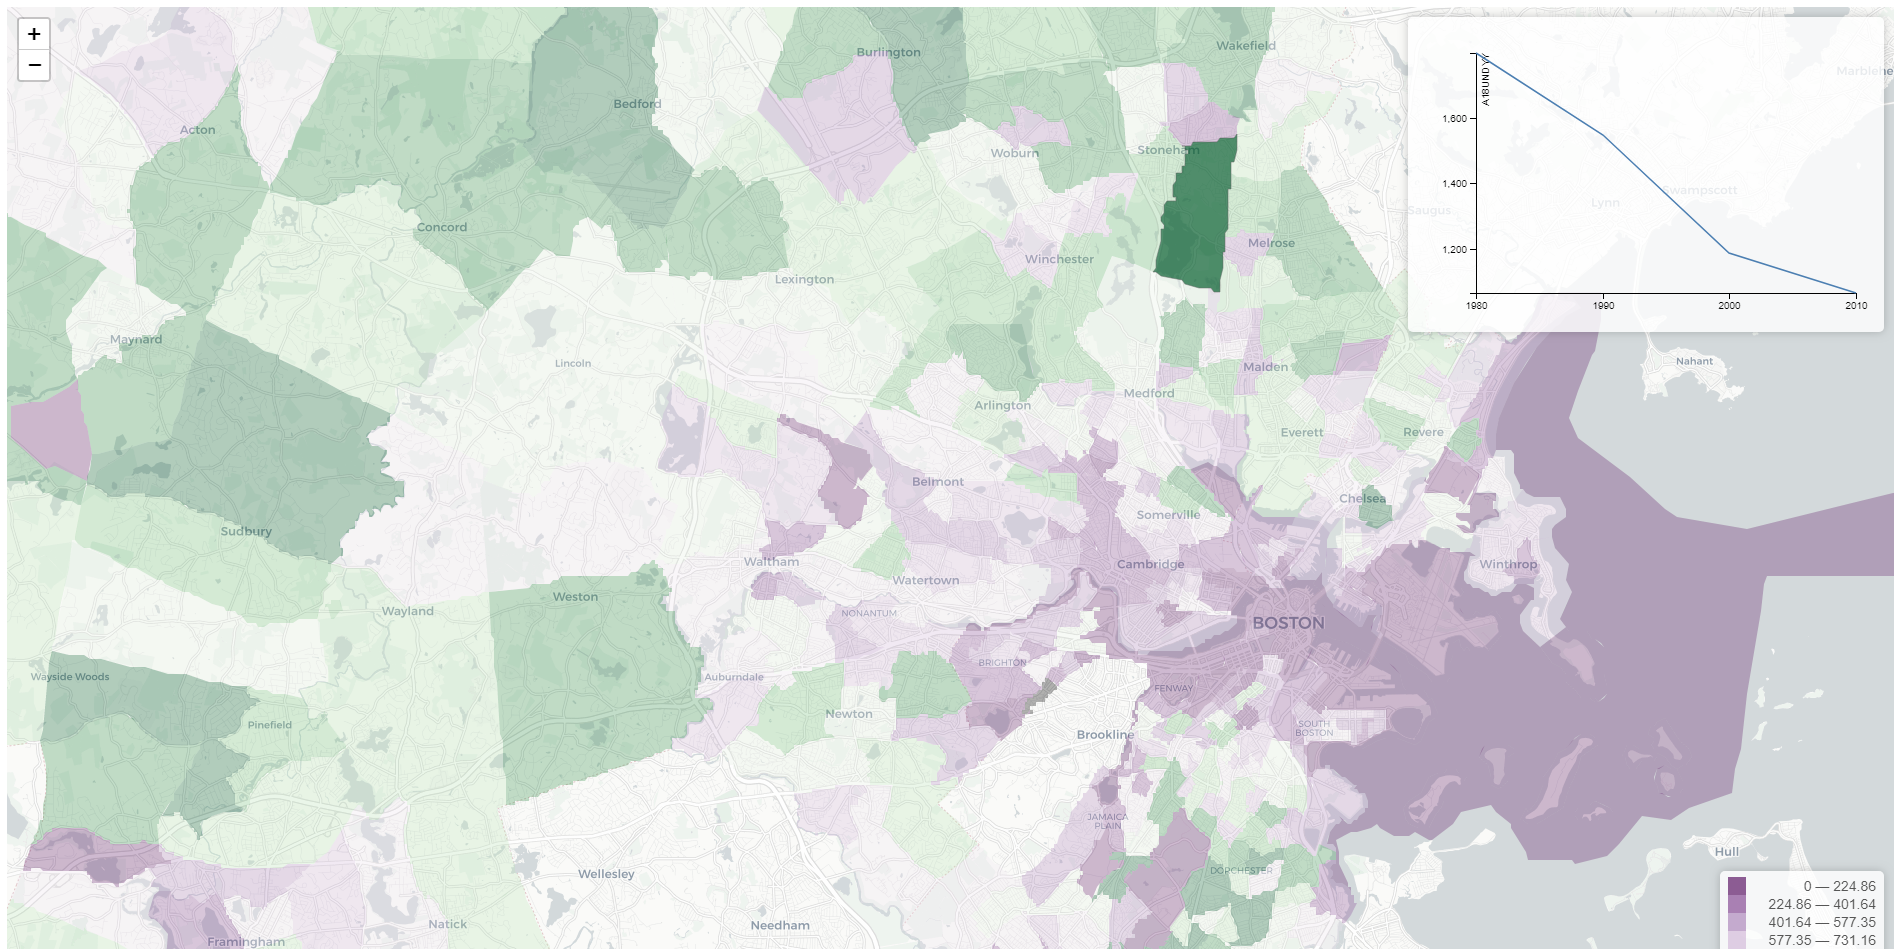 +
−
Burlington
Wakefield
Marblehe
Bedford
Acton
Woburn
Stoneham
Concord
Saugus
Lynn
Swampscott
Melrose
Winchester
Lexington
Maynard
Lincoln
Nahant
Malden
Medford
Arlington
Everett
Revere
Belmont
Chelsea
Somerville
Sudbury
Waltham
Cambridge
Winthrop
Watertown
Weston
Wayland
NONANTUM
BOSTON
BRIGHTON
Wayside Woods
Auburndale
FENWAY
Pinefield
Newton
SOUTH
BOSTON
Brookline
JAMAICA
PLAIN
Hull
Wellesley
DORCHESTER
Natick
Needham
Framingham
1,600
1,400
1,200
1980
1990
2000
2010
0 — 224.86
224.86 — 401.64
401.64 — 577.35
577.35 — 731.16